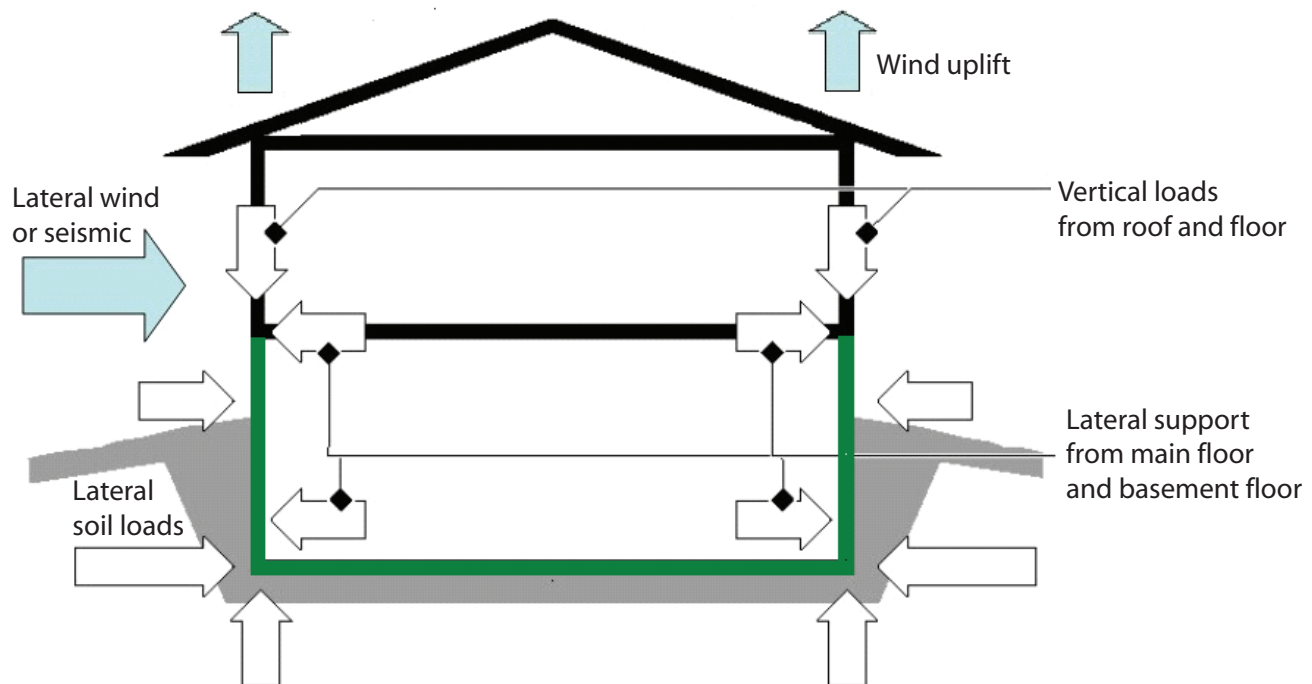 Wind uplift
Lateral wind
or seismic
Vertical loads
from roof and floor
Lateral support
from main floor
and basement floor
Lateral
soil loads